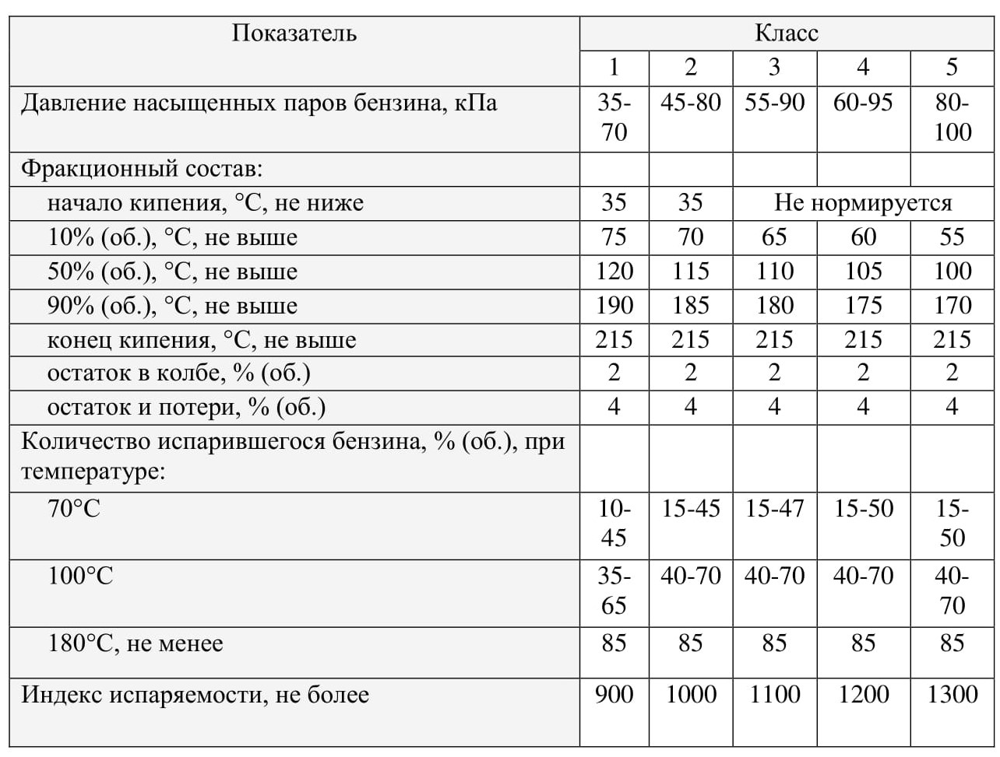 Показатель Класс
1 2 3 4 5
Давление насыщенных паров бензина, кПа 35- 45-80 55-90 60-95 80-
70 100
Фракционный состав:
начало кипения, °С, не ниже 35 35 Не нормируется
10% (об.), °С, не выше 75 70 65 60 55
50% (об.), °С, не выше 120 115 110 105 100
90% (об.), °С, не выше 190 185 180 175 170
конец кипения, °С, не выше 215 215 215 215 215
остаток в колбе, % (об.) 2 2 2 2 2
остаток и потери, % (об.) 4 4 4 4 4
Количество испарившегося бензина, % (об.), при
температуре:
70°С 10- 15-45 15-47 15-50 15-
45 50
100°С 35- 40-70 40-70 40-70 40-
65 70
180°С, не менее 85 85 85 85 85
Индекс испаряемости, не более 900 1000 1100 1200 1300